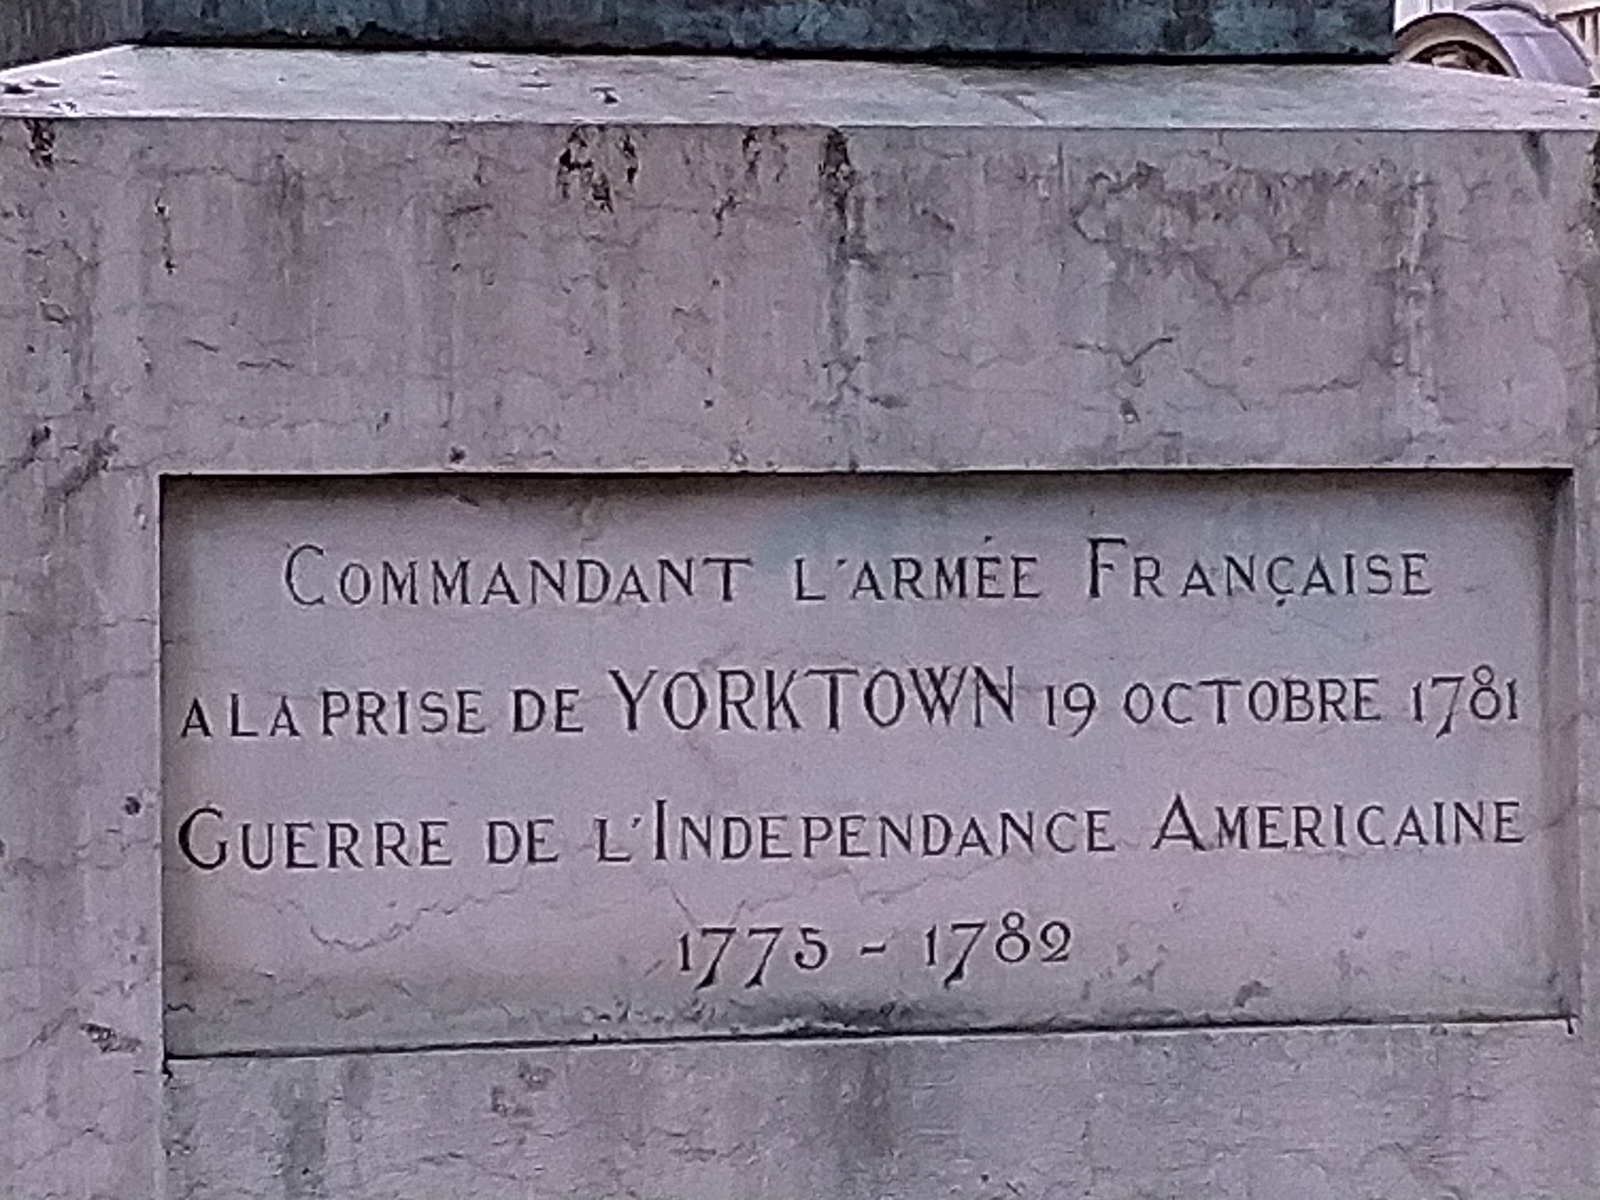 COMMANDANT L'ARMÉE FRANÇAISE
A LA PRISE DE YORKTOWN 19 OCTOBRE 1781
GUERRE DE L'INDEPENDANCE AMERICAINE
1775 - 1782